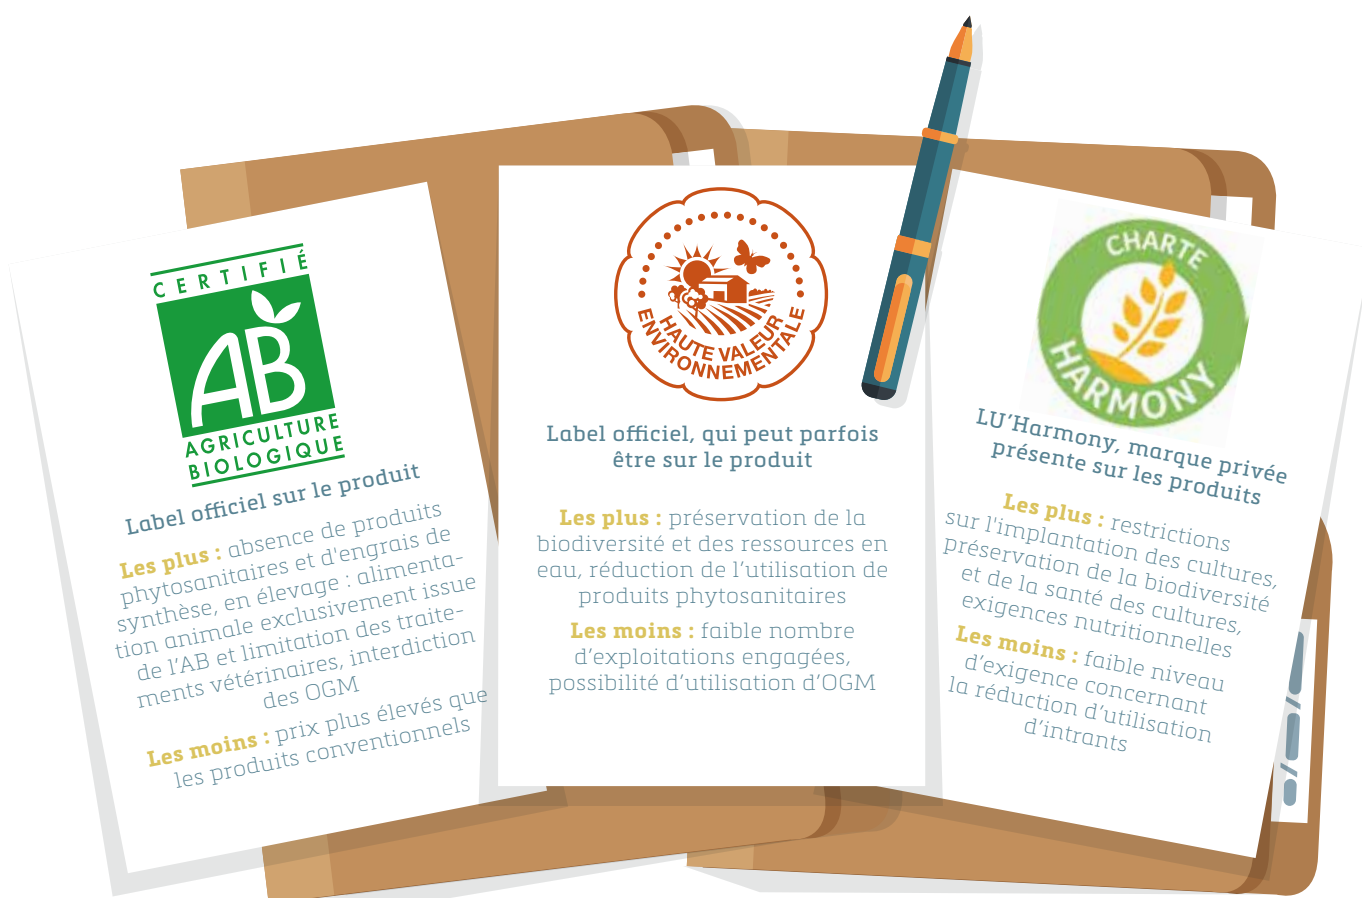 CERTIFIÉ
AB
AGRICULTURE
BIOLOGIQUE
Label officiel sur le produit
Les plus : absence de produits
phytosanitaires et d'engrais de
synthèse, en élevage : alimenta-
tion animale exclusivement issue
de l'AB et limitation des traite-
ments vétérinaires, interdiction
des OGM
Les moins : prix plus élevés que
les produits conventionnels
HAUTE VALEUR
ENVIRONNEMENTALE
Label officiel, qui peut parfois
être sur le produit
Les plus : préservation de la
biodiversité et des ressources en
eau, réduction de l’utilisation de
produits phytosanitaires
Les moins : faible nombre
d’exploitations engagées,
possibilité d’utilisation d’OGM
CHARTE
HARMONY
LU’Harmony, marque privée
présente sur les produits
Les plus : restrictions
sur l'implantation des cultures,
préservation de la biodiversité
et de la santé des cultures,
exigences nutritionnelles
Les moins : faible niveau
d’exigence concernant
la réduction d’utilisation
d’intrants